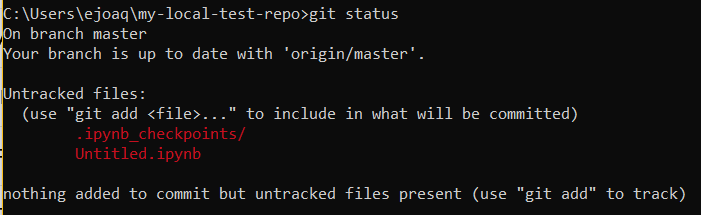 C:\Users\ejoaq\my-local-test-repo>git status
On branch master
Your branch is up to date with 'origin/master'.
Untracked files:
(use "git add <file>..." to include in what will be committed)
.ipynb_checkpoints/
Untitled.ipynb
nothing added to commit but untracked files present (use "git add" to track)